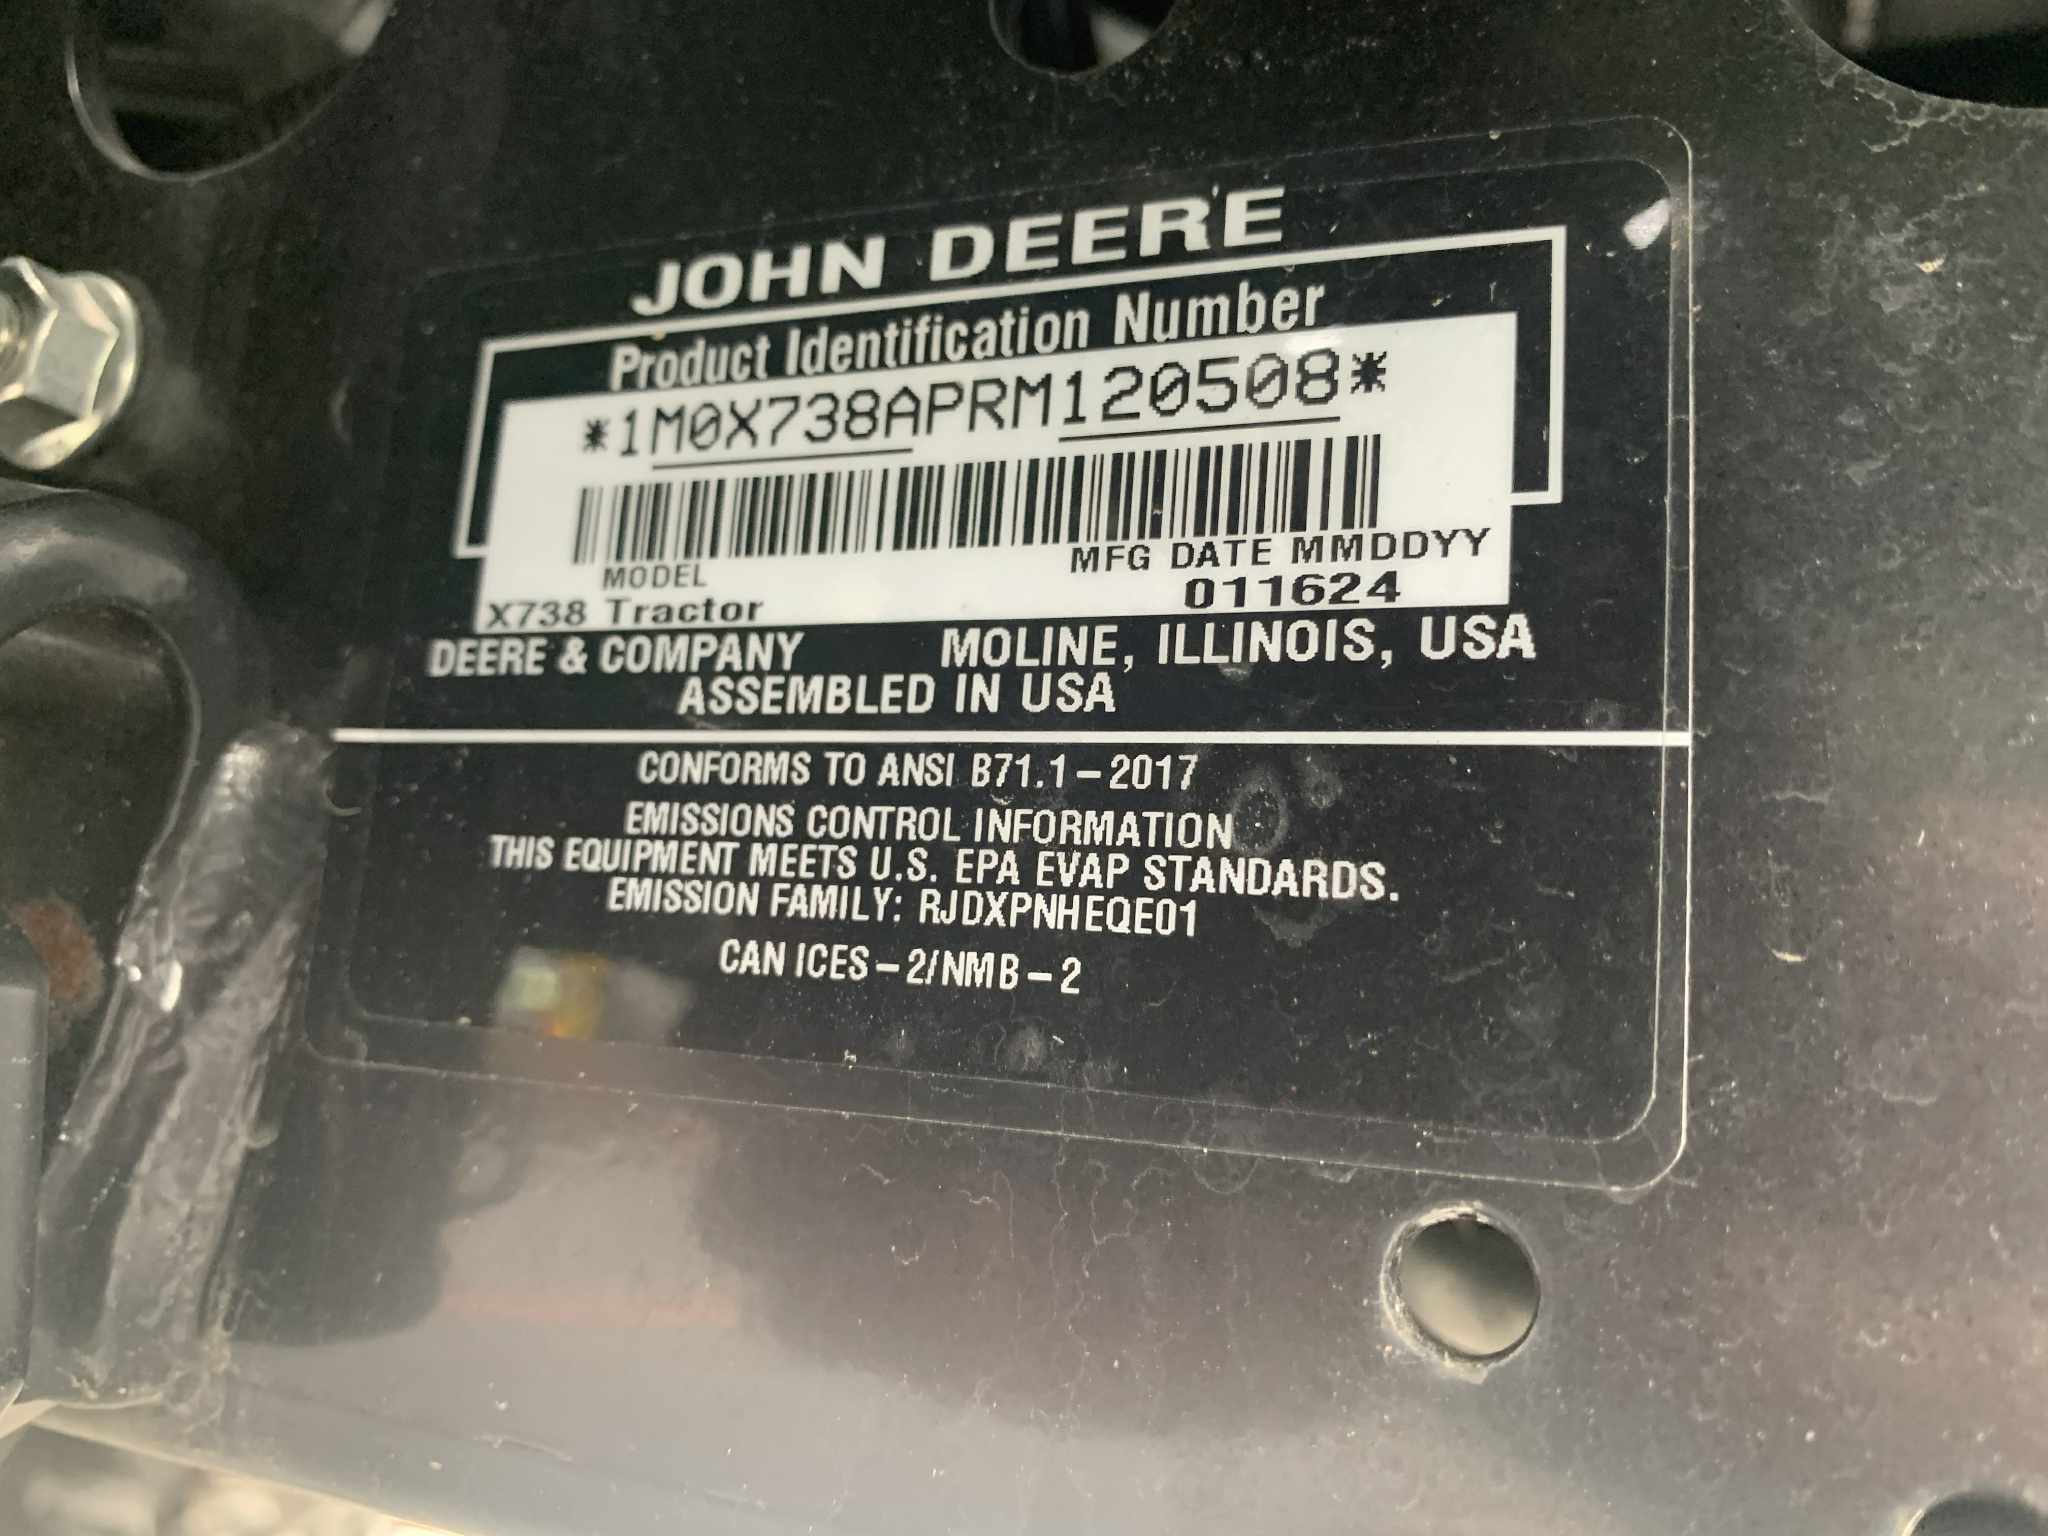 JOHN DEERE
Product Identification Number
*1M0X738APRM120508*
MODEL MFG DATE MMDDYY
X738 Tractor 011624
DEERE & COMPANY MOLINE, ILLINOIS, USA
ASSEMBLED IN USA
CONFORMS TO ANSI B71.1-2017
EMISSIONS CONTROL INFORMATION
THIS EQUIPMENT MEETS U.S. EPA EVAP STANDARDS.
EMISSION FAMILY: RJDXPNHEQE01
CAN ICES-2/NMB-2